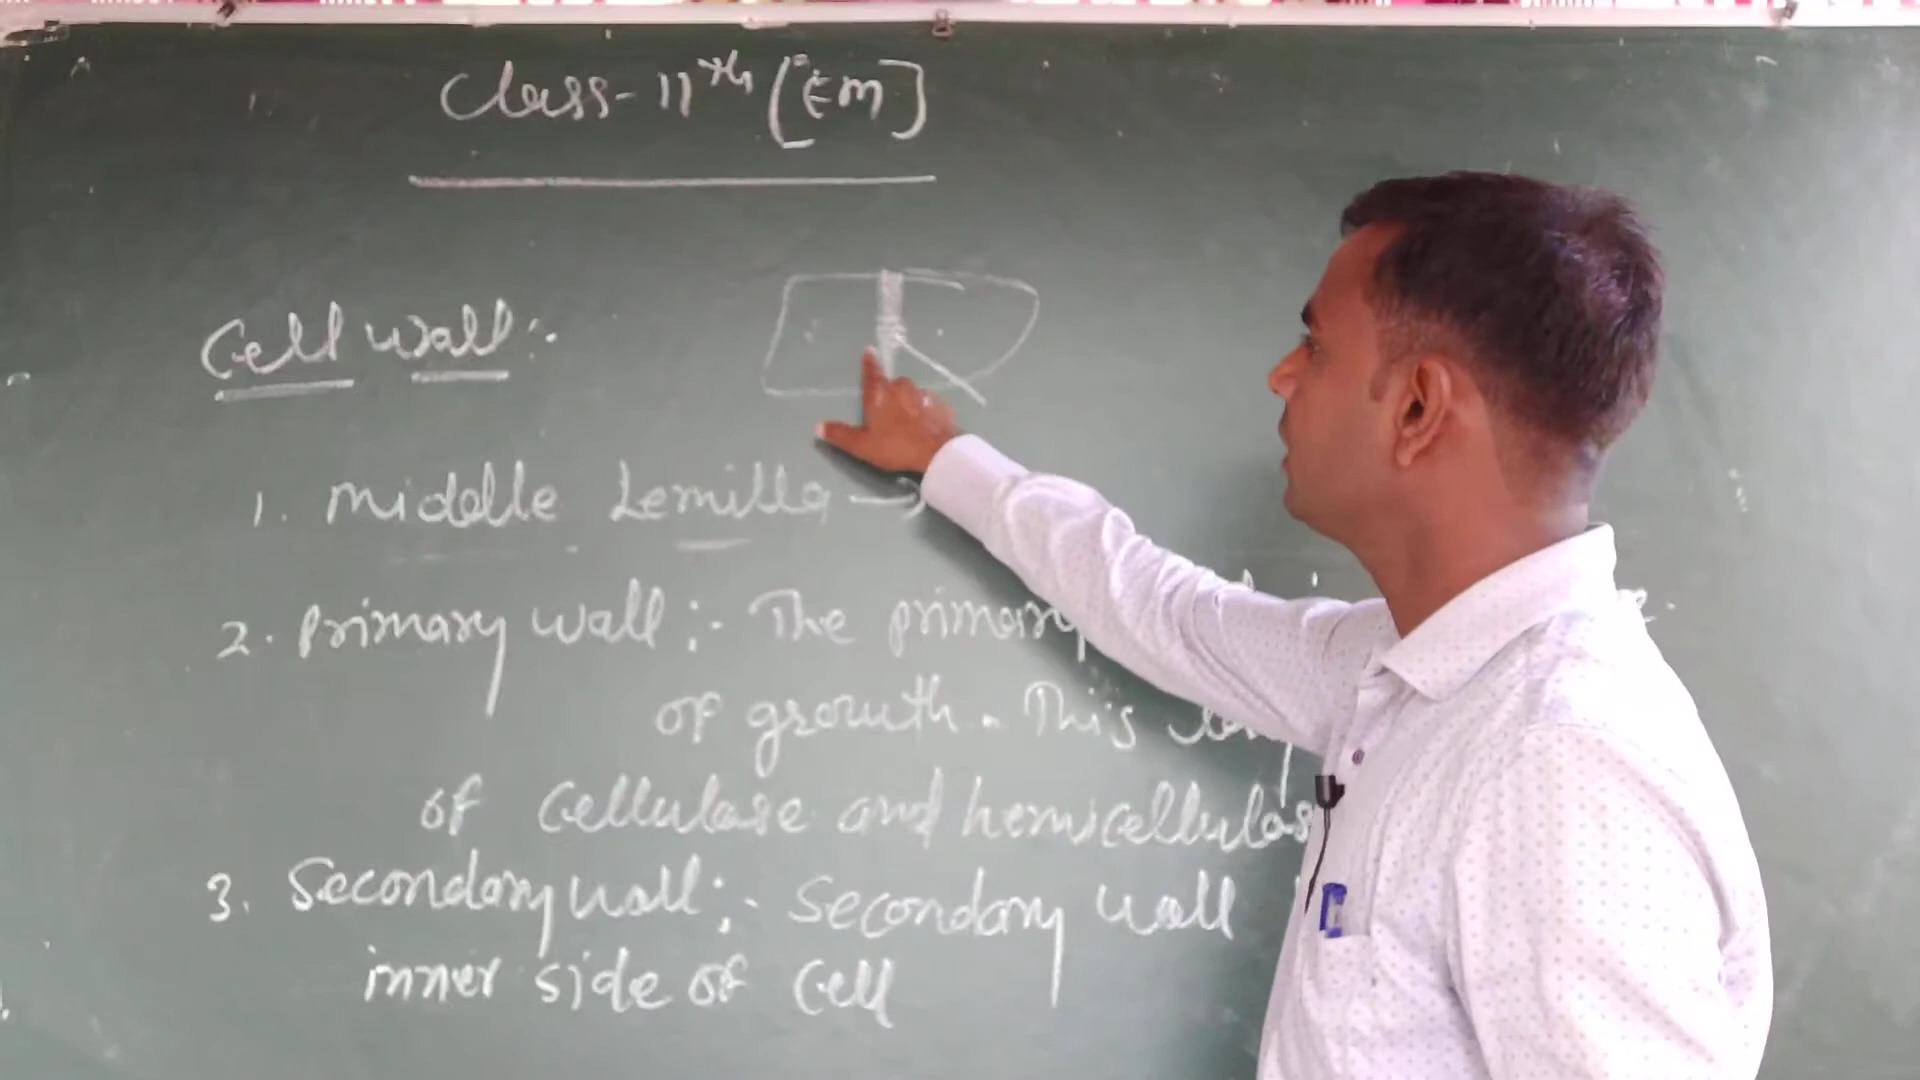 Class-11th [EM]
Cell wall :-
1. Middle Lemilla →
2. Primary wall :- The primary
of growth. This
of cellulase and hemicellulas
3. Secondary wall :- Secondary wall
inner side of cell